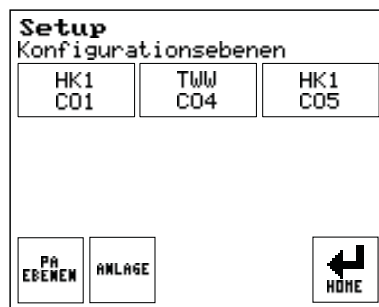 Setup
Konfigurationsebenen
HK1 TWW HK1
CO1 CO4 CO5
PA
EBENEN ANLAGE
HOME